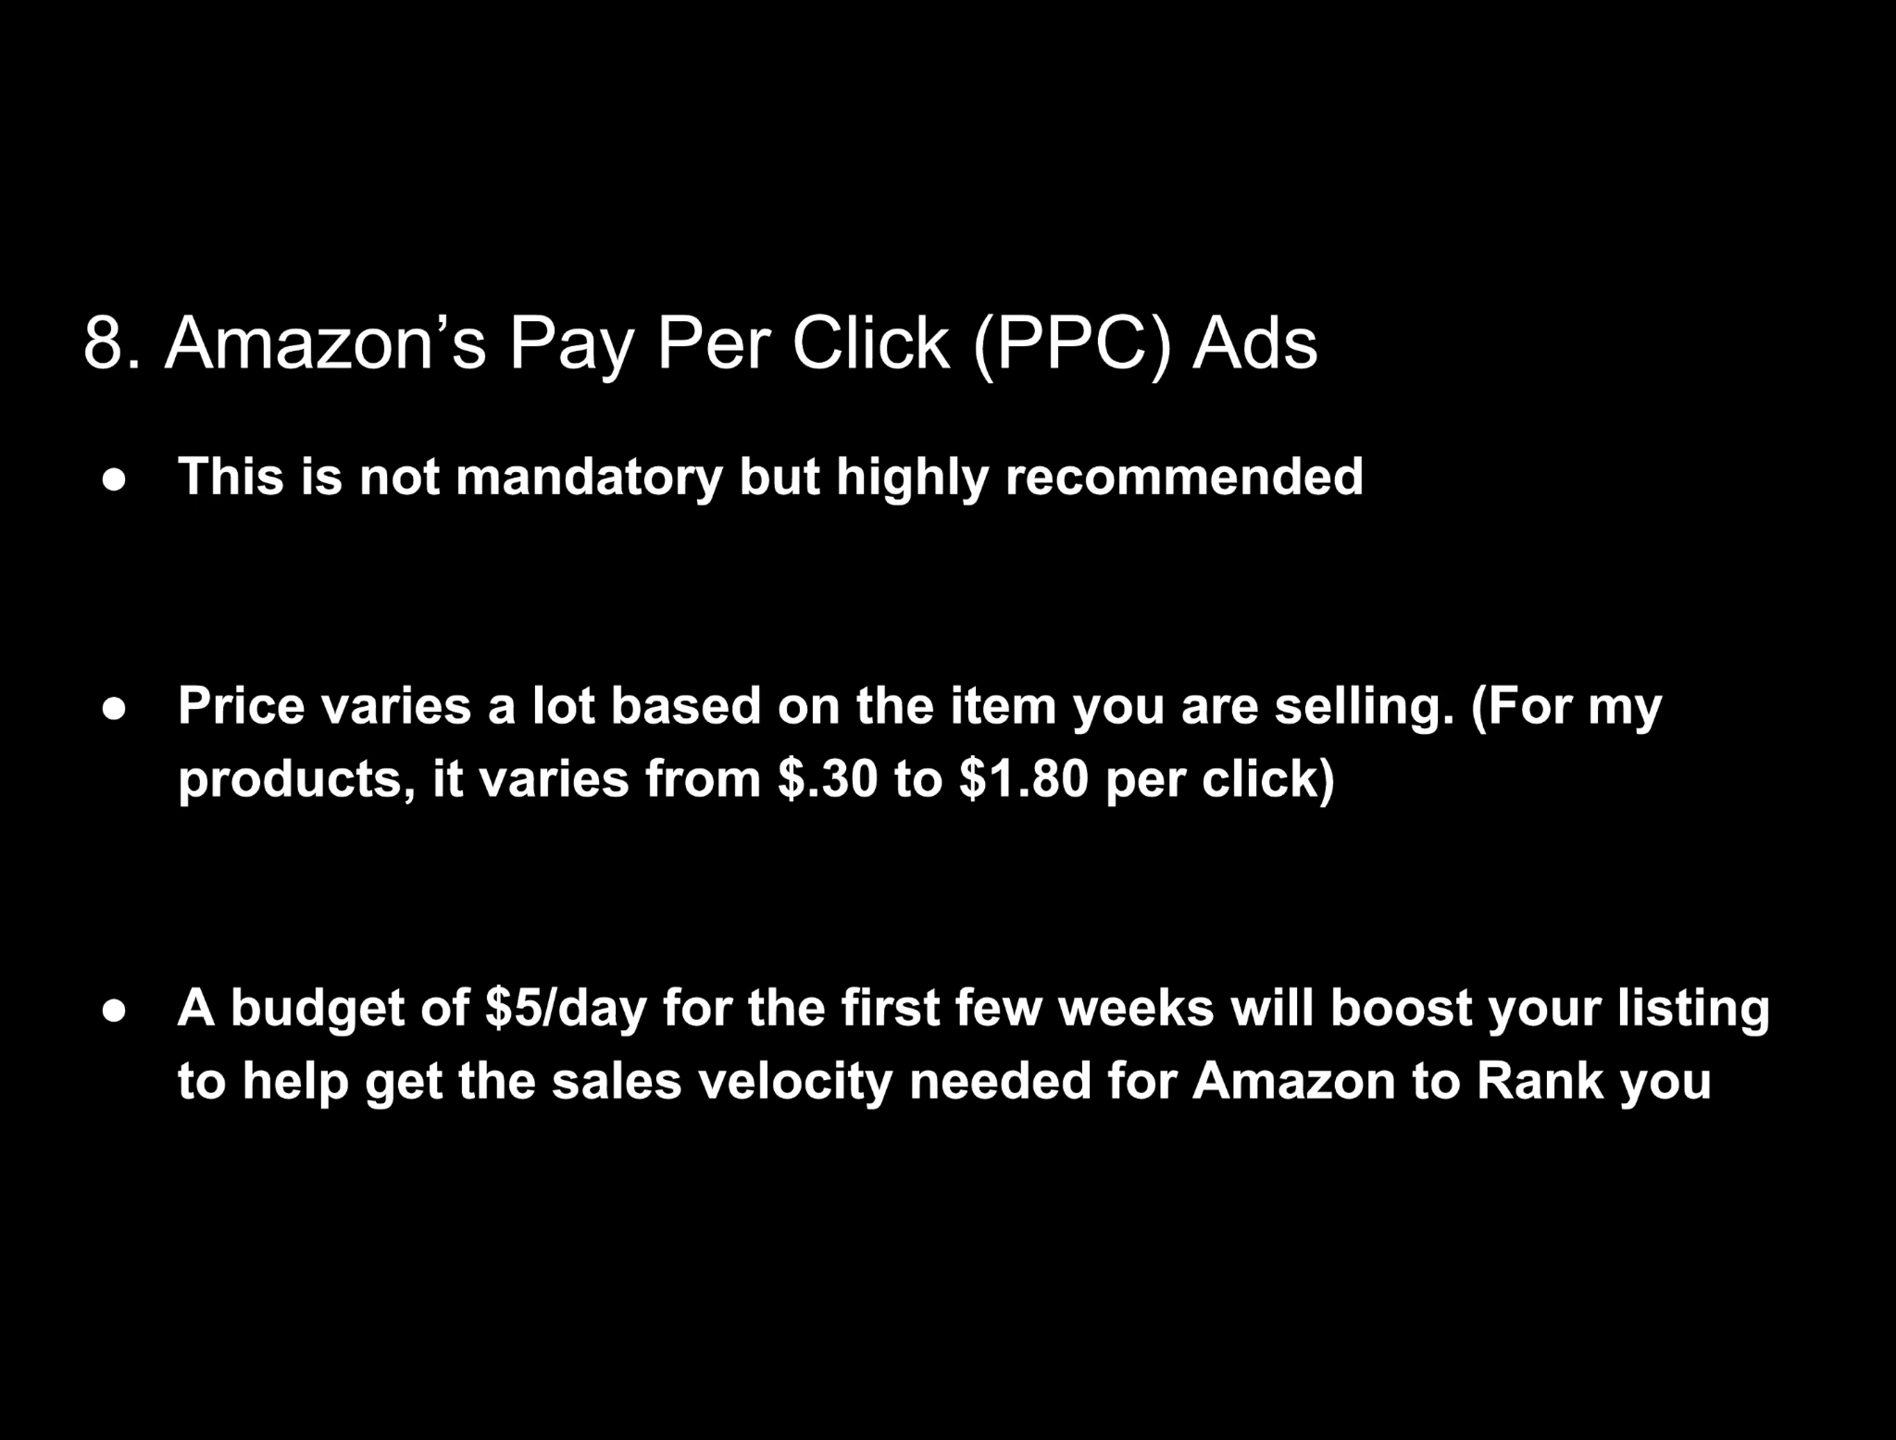 8. Amazon’s Pay Per Click (PPC) Ads
● This is not mandatory but highly recommended
● Price varies a lot based on the item you are selling. (For my
products, it varies from $.30 to $1.80 per click)
● A budget of $5/day for the first few weeks will boost your listing
to help get the sales velocity needed for Amazon to Rank you